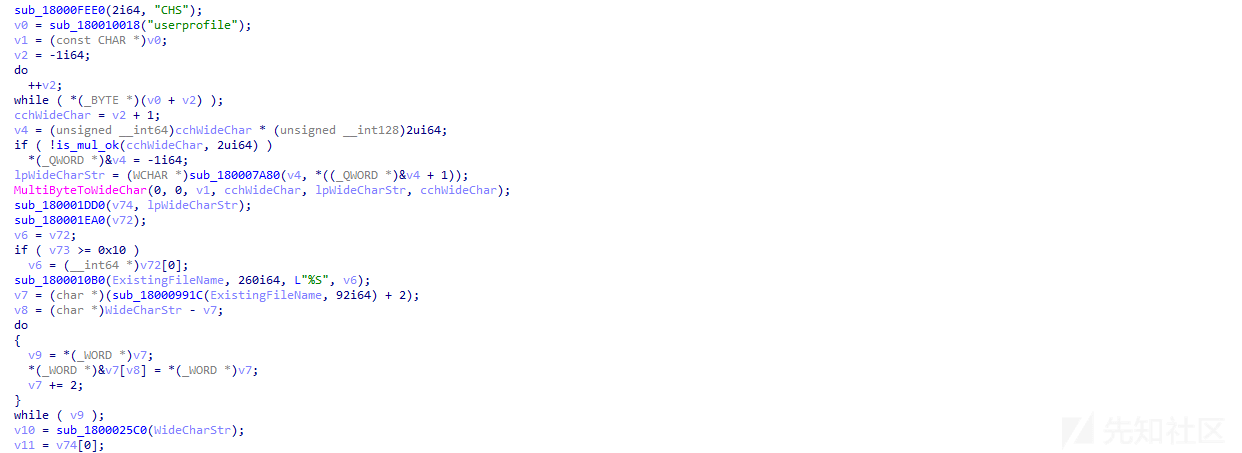 sub_18000FEE0(2i64, "CHS");
v0 = sub_180010018("userprofile");
v1 = (const CHAR *)v0;
v2 = -1i64;
do
++v2;
while ( *(_BYTE *)(v0 + v2) );
cchWideChar = v2 + 1;
v4 = (unsigned __int64)cchWideChar * (unsigned __int128)2ui64;
if ( !is_mul_ok(cchWideChar, 2ui64) )
*(_QWORD *)&v4 = -1i64;
lpWideCharStr = (WCHAR *)sub_180007A80(v4, *((_QWORD *)&v4 + 1));
MultiByteToWideChar(0, 0, v1, cchWideChar, lpWideCharStr, cchWideChar);
sub_180001DD0(v74, lpWideCharStr);
sub_180001EA0(v72);
v6 = v72;
if ( v73 >= 0x10 )
v6 = (__int64 *)v72[0];
sub_1800010B0(ExistingFileName, 260i64, L"%S", v6);
v7 = (char *)(sub_18000991C(ExistingFileName, 92i64) + 2);
v8 = (char *)WideCharStr - v7;
do
{
v9 = *(_WORD *)v7;
*(_WORD *)&v7[v8] = *(_WORD *)v7;
v7 += 2;
}
while ( v9 );
v10 = sub_1800025C0(WideCharStr);
v11 = v74[0];
先知社区